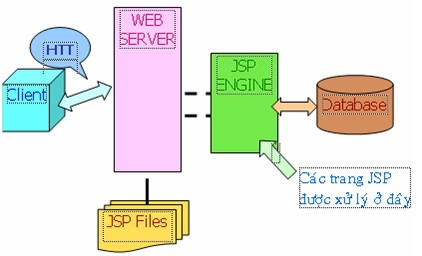 WEB
SERVER
HTT
Client
JSP
ENGINE
Database
Các trang JSP
được xử lý ở đây
JSP Files